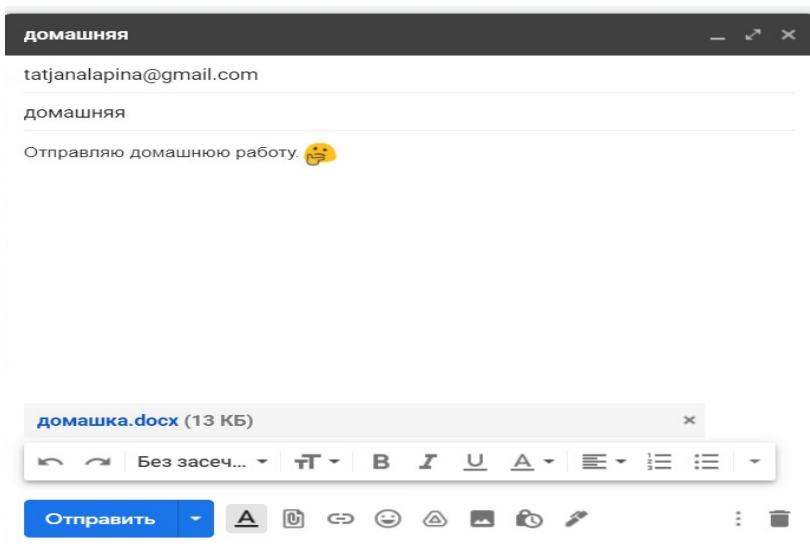 домашняя
tatjanalapina@gmail.com
домашняя
Отправляю домашнюю работу. 🤔
домашка.docx (13 КБ)
Без засеч...
Отправить